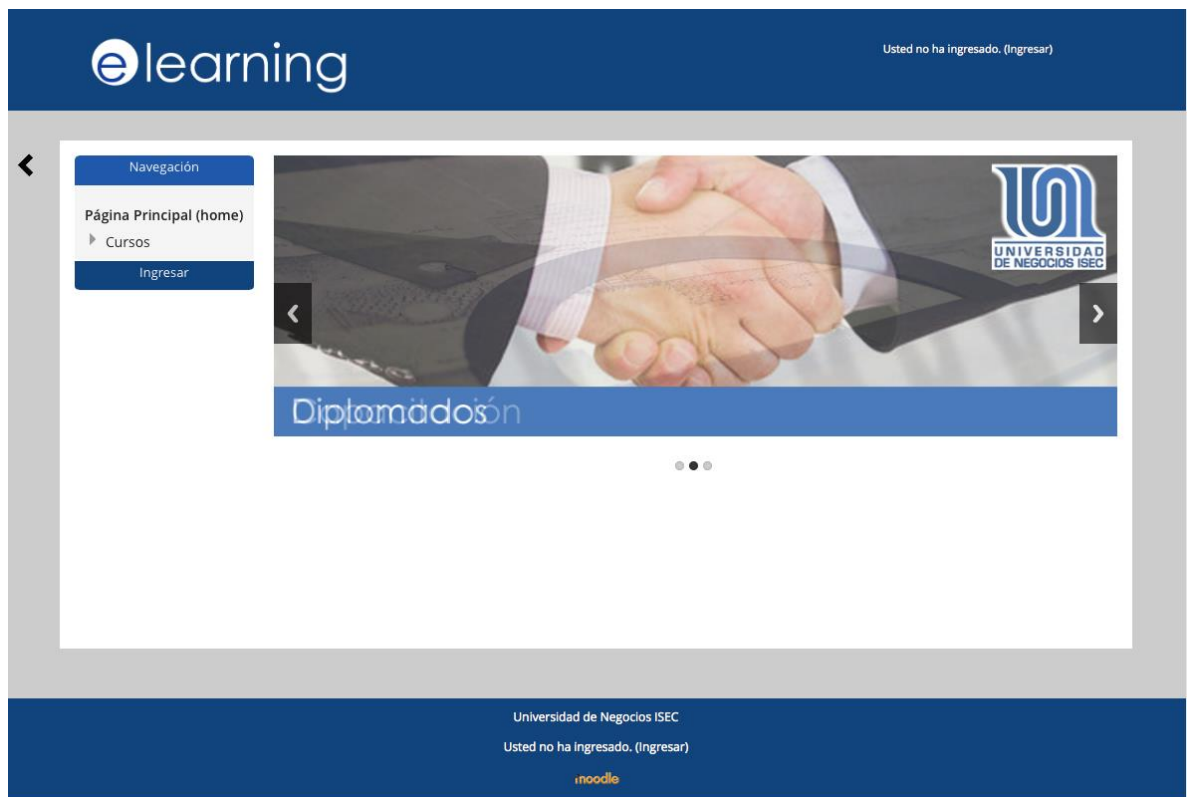 e learning
Usted no ha ingresado. (Ingresar)
Navegación
Página Principal (home)
Cursos
Ingresar
UNIVERSIDAD
DE NEGOCIOS ISEC
Diplomados
Universidad de Negocios ISEC
Usted no ha ingresado. (Ingresar)
moodle